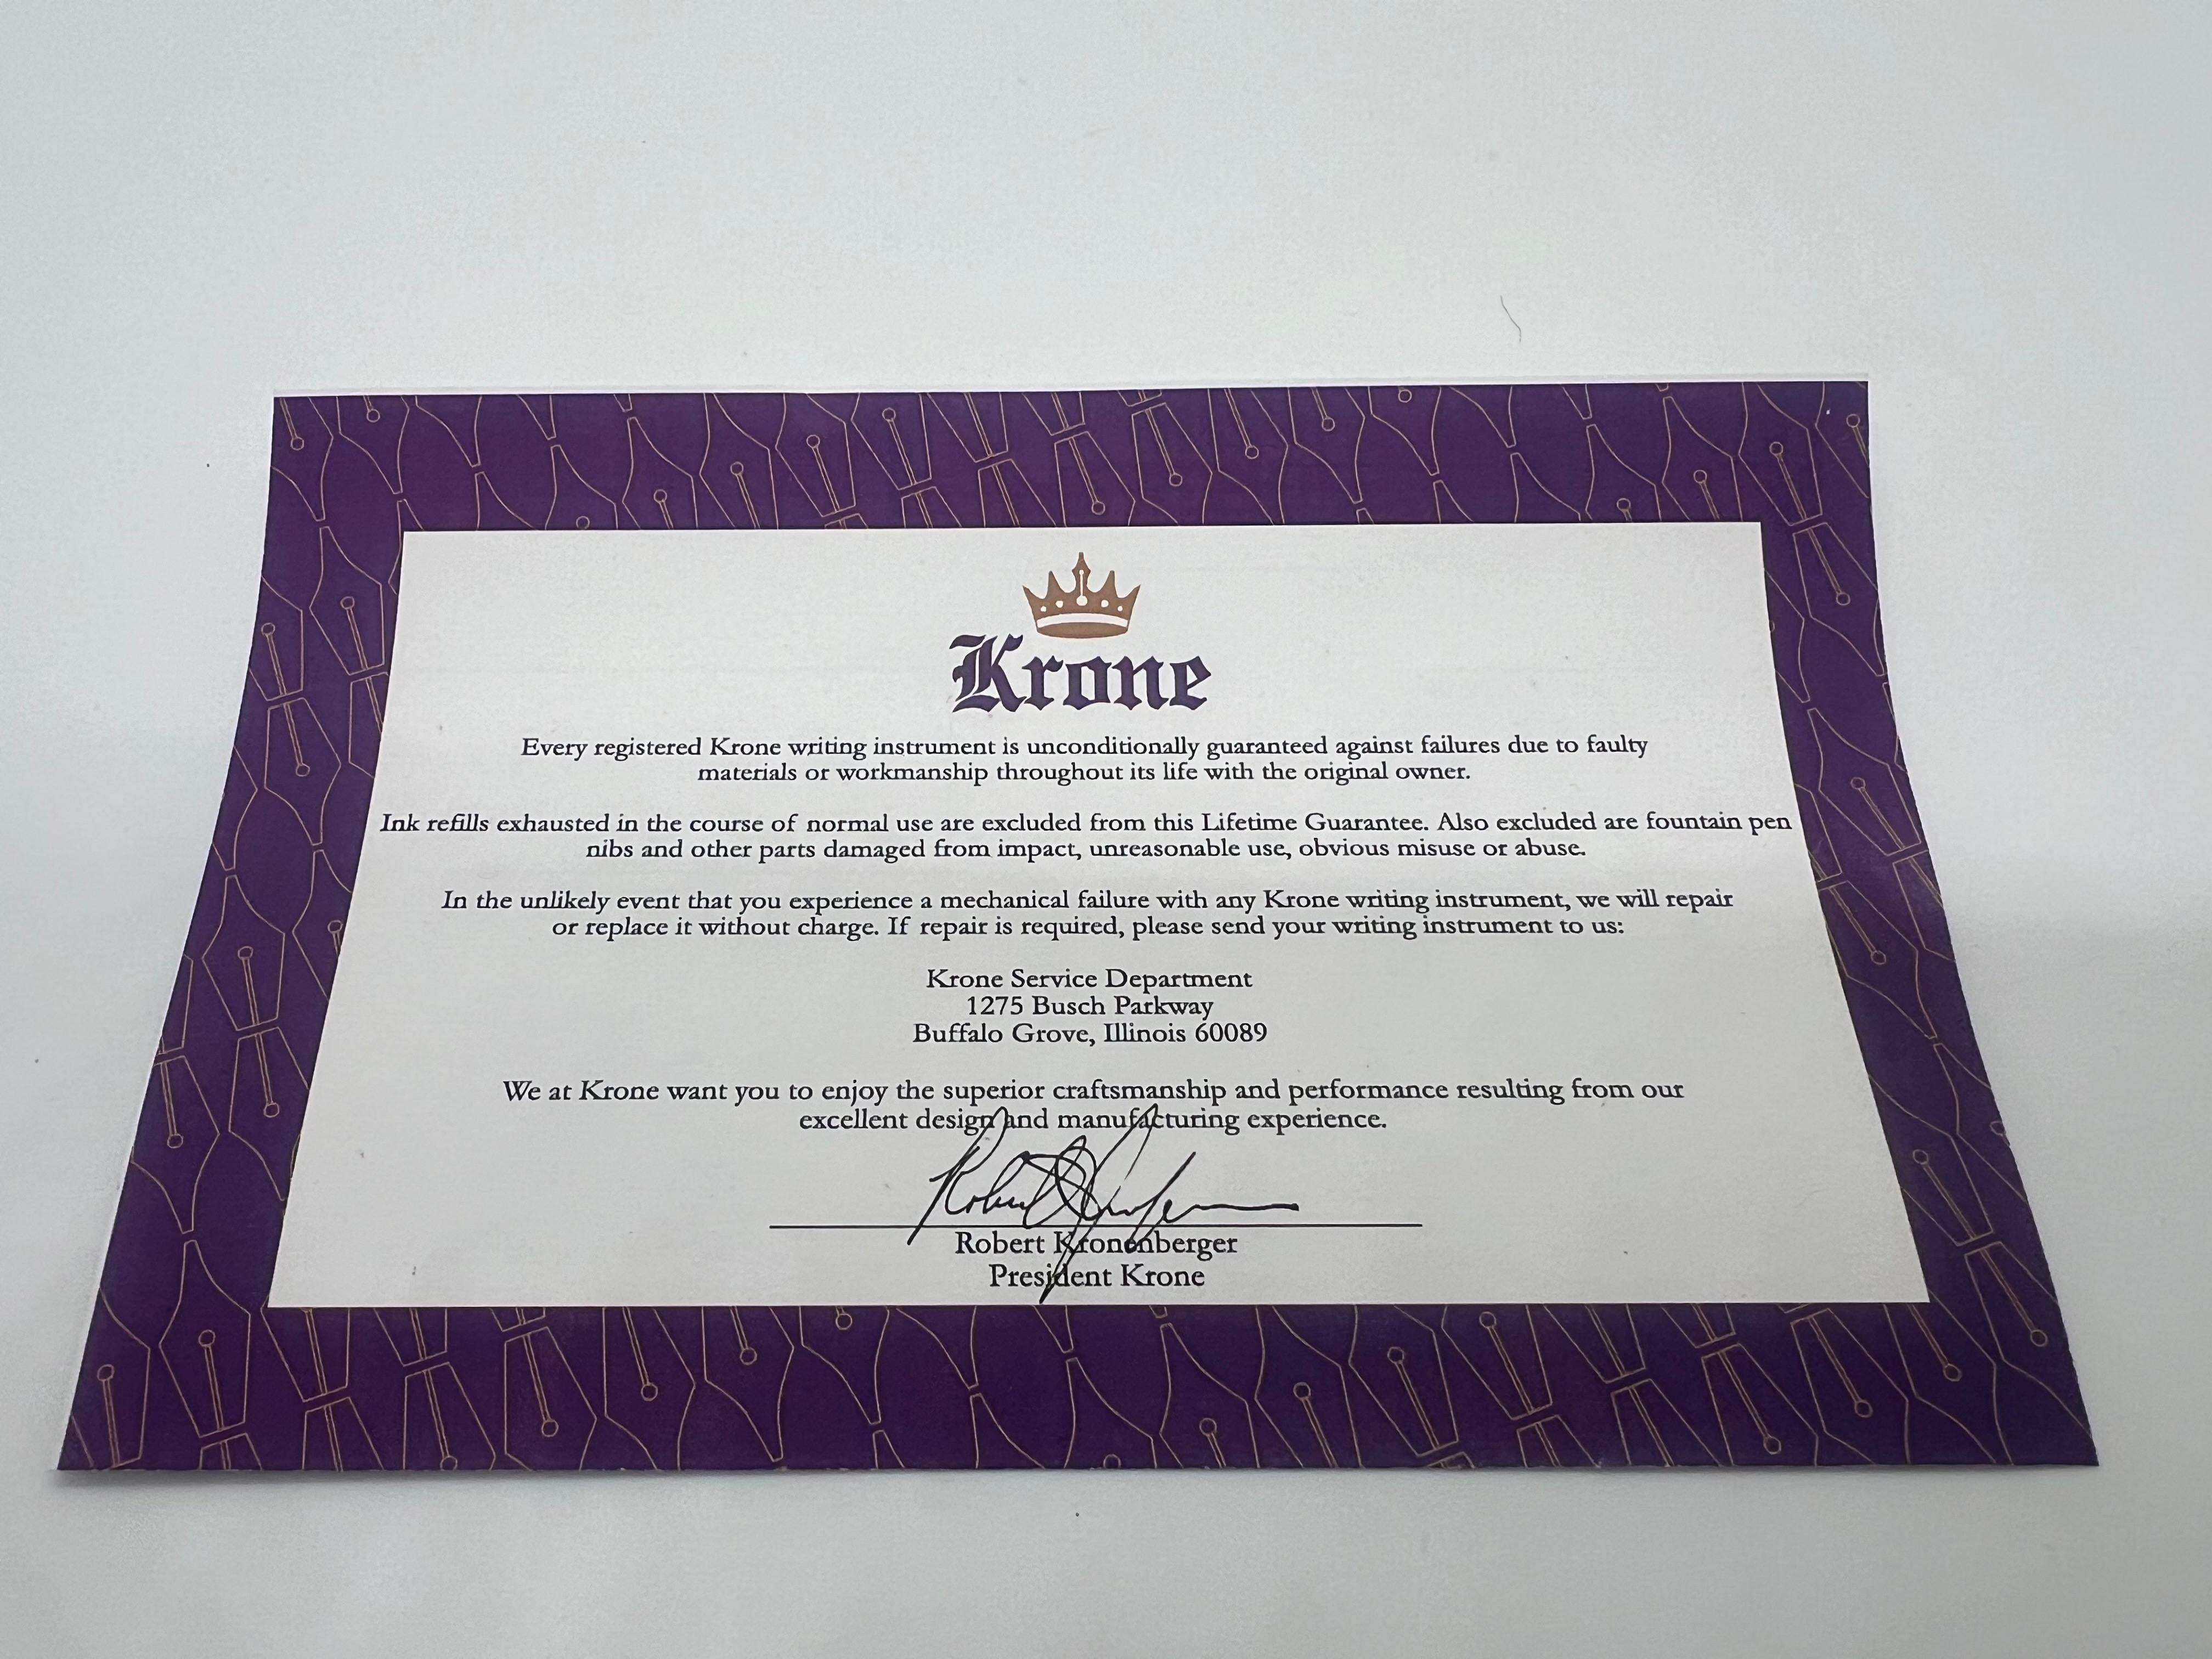 Krone
Every registered Krone writing instrument is unconditionally guaranteed against failures due to faulty
materials or workmanship throughout its life with the original owner.
Ink refills exhausted in the course of normal use are excluded from this Lifetime Guarantee. Also excluded are fountain pen
nibs and other parts damaged from impact, unreasonable use, obvious misuse or abuse.
In the unlikely event that you experience a mechanical failure with any Krone writing instrument, we will repair
or replace it without charge. If repair is required, please send your writing instrument to us:
Krone Service Department
1275 Busch Parkway
Buffalo Grove, Illinois 60089
We at Krone want you to enjoy the superior craftsmanship and performance resulting from our
excellent design and manufacturing experience.
Robert Kronenberger
President Krone